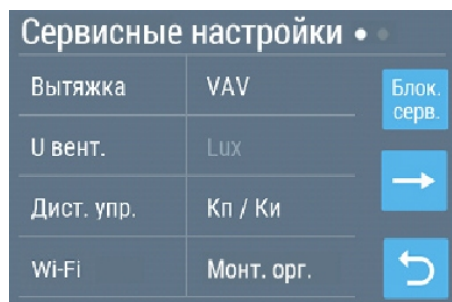 Сервисные настройки
Вытяжка VAV
Блок. серв.
U вент. Lux
Дист. упр. Кп / Ки
Wi-Fi Монт. орг.